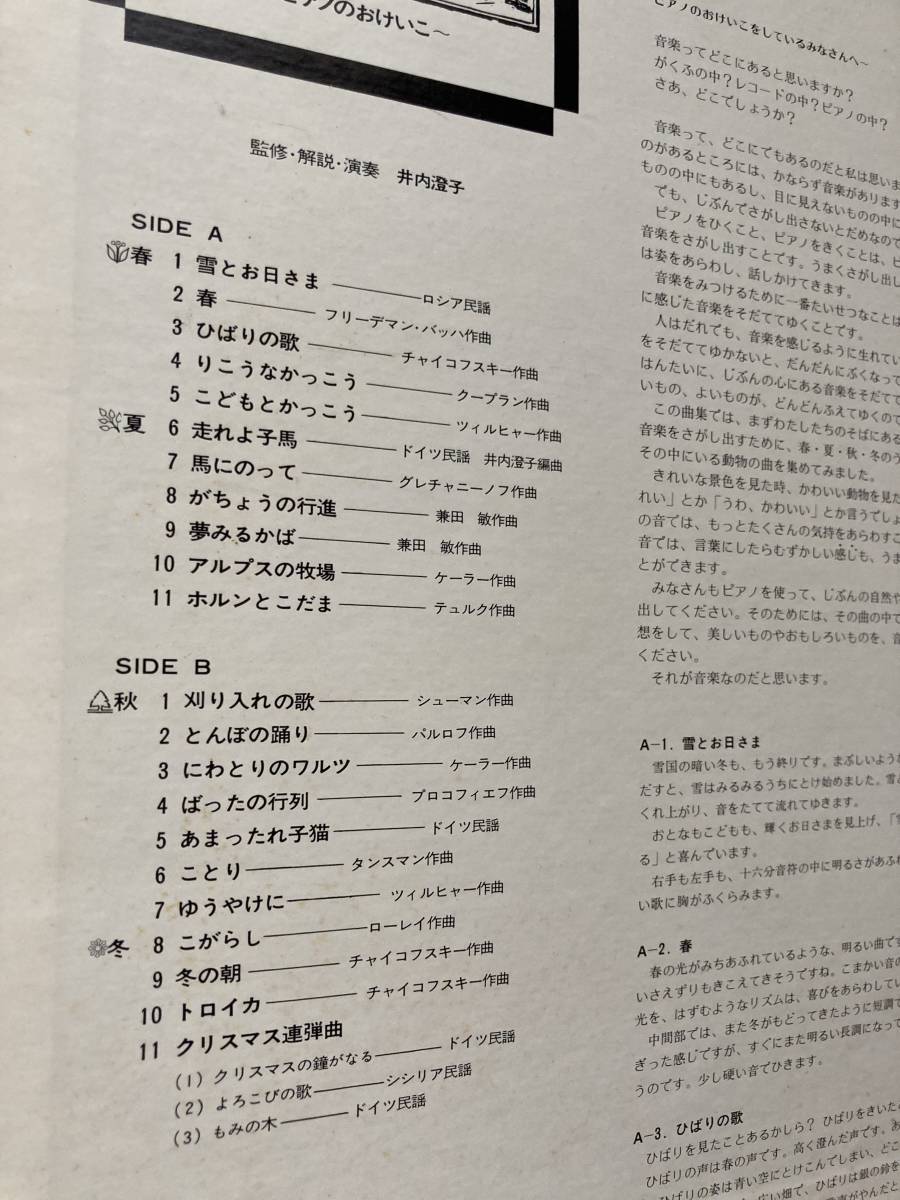 ピアノのおけいこ～
監修・解説・演奏 井内澄子
SIDE A
春 1 雪とお日さま ロシア民謡
2 春 フリーデマン・バッハ作曲
3 ひばりの歌 チャイコフスキー作曲
4 りこうなかっこう クープラン作曲
5 こどもとかっこう ツィルヒャー作曲
夏 6 走れよ子馬 ドイツ民謡 井内澄子編曲
7 馬にのって グレチャニーノフ作曲
8 がちょうの行進 兼田 敏作曲
9 夢みるかば 兼田 敏作曲
10 アルプスの牧場 ケーラー作曲
11 ホルンとこだま テュルク作曲
SIDE B
秋 1 刈り入れの歌 シューマン作曲
2 とんぼの踊り パルロフ作曲
3 にわとりのワルツ ケーラー作曲
4 ばったの行列 プロコフィエフ作曲
5 あまったれ子猫 ドイツ民謡
6 ことり タンスマン作曲
7 ゆうやけに ツィルヒャー作曲
冬 8 こがらし ローレイ作曲
9 冬の朝 チャイコフスキー作曲
10 トロイカ チャイコフスキー作曲
11 クリスマス連弾曲
(1) クリスマスの鐘がなる ドイツ民謡
(2) よろこびの歌 シシリア民謡
(3) もみの木 ドイツ民謡
ピアノのおけいこをしているみなさんへ～
音楽ってどこにあると思いますか？
がくふの中？レコードの中？ピアノの中？
さあ、どこでしょうか？
音楽って、どこにでもあるのだと私は思いま
のがあるところには、かならず音楽があります
ものの中にもあるし、目に見えないものの中に
でも、じぶんでさがし出さないとだめなので
ピアノをひくこと、ピアノをきくことは、ピ
音楽をさがし出すことです。うまくさがし出し
は姿をあらわし、話しかけてきます。
音楽をみつけるために一番たいせつなことは
に感じた音楽をそだててゆくことです。
人はだれでも、音楽を感じるように生れてい
をそだててゆかないと、だんだんにぶくなって
はんたいに、じぶんの心にある音楽をそだてて
いもの、よいものが、どんどんふえてゆくので
この曲集では、まずわたしたちのそばにある
音楽をさがし出すために、春・夏・秋・冬のう
その中にいる動物の曲を集めてみました。
きれいな景色を見た時、かわいい動物を見た
れい」とか「うわ、かわいい」とか言うでしょ
の音では、もっとたくさんの気持をあらわすこ
音では、言葉にしたらむずかしい感じも、うま
とができます。
みなさんもピアノを使って、じぶんの自然や
出してください。そのためには、その曲の中で
想をして、美しいものやおもしろいものを、音
ください。
それが音楽なのだと思います。
A-1. 雪とお日さま
雪国の暗い冬も、もう終りです。まぶしいような
だすと、雪はみるみるうちにとけ始めました。雪
くれ上がり、音をたてて流れてゆきます。
おとなもこどもも、輝くお日さまを見上げ、「
る」と喜んでいます。
右手も左手も、十六分音符の中に明るさがあふれ
い歌に胸がふくらみます。
A-2. 春
春の光がみちあふれているような、明るい曲です
いさえずりもきこえてきそうですね。こまかい音の
光を、はずむようなリズムは、喜びをあらわしてい
中間部では、また冬がもどってきたように短調で
ぎった感じですが、すぐにまた明るい長調になって
うのです。少し硬い音でひきます。
A-3. ひばりの歌
ひばりを見たことあるかしら？ ひばりをきいた
ひばりの声は春の声です。高く澄んだ声です。あ
ひばりの姿は青い空にとけこんでしまい、どこ
広い畑で、ひばりは銀の鈴を